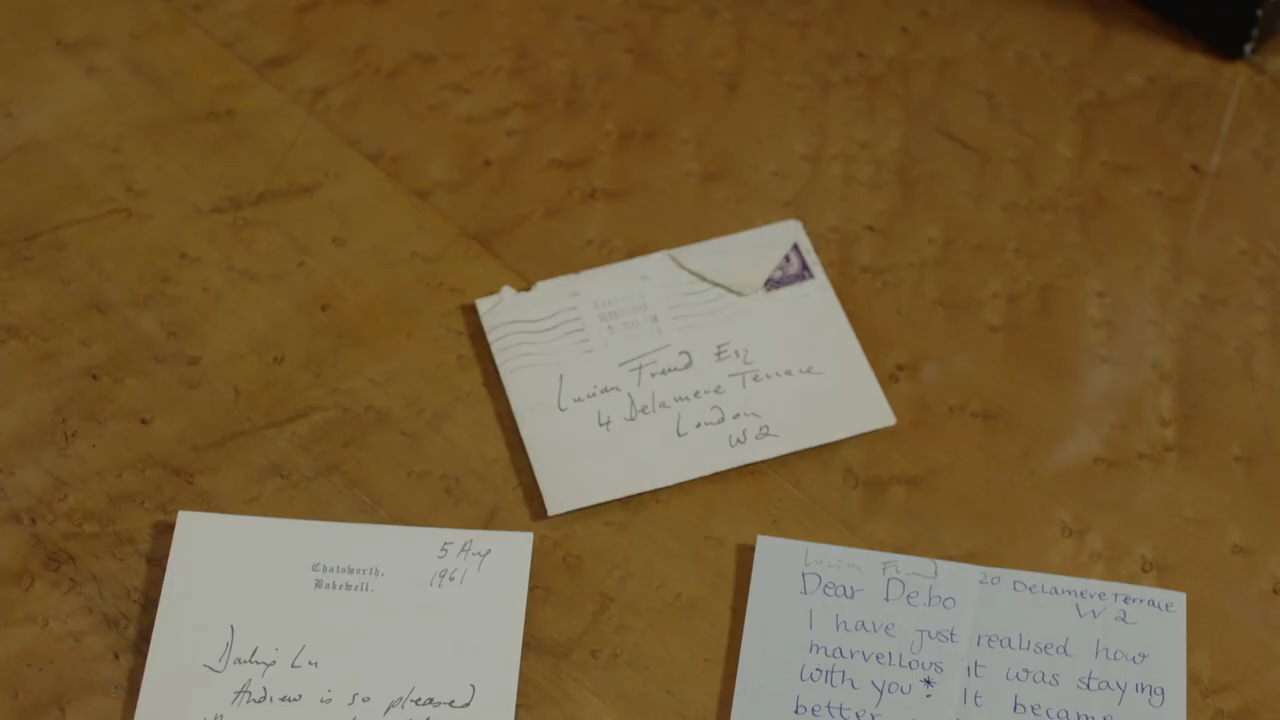 Lucian Freud Esq
4 Delamere Terrace
London
W2
Chatsworth,
Bakewell.
5 Aug
1961
Darling Lu
Andrew is so pleased
Lucian Freud
20 Delamere Terrace
W2
Dear Debo
I have just realised how
marvellous it was staying
with you* It became
better